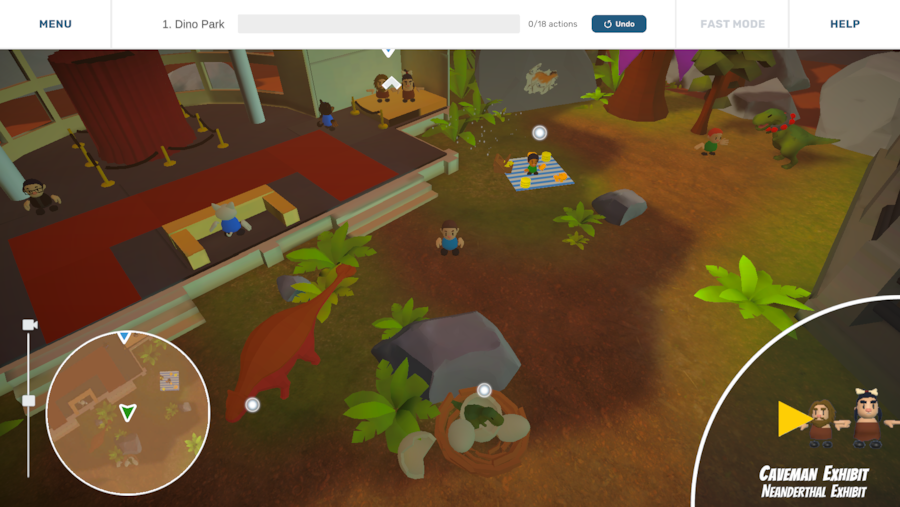 MENU
1. Dino Park
0/18 actions
Undo
FAST MODE
HELP
Caveman Exhibit
Neanderthal Exhibit